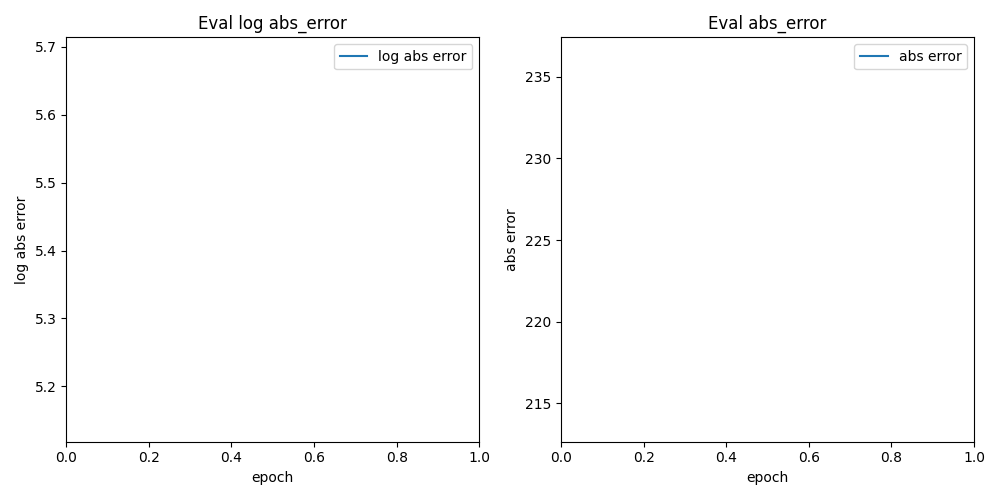 Eval log abs_error
log abs error
5.7
5.6
5.5
5.4
5.3
5.2
log abs error
0.0 0.2 0.4 0.6 0.8 1.0
epoch
Eval abs_error
abs error
235
230
225
220
215
abs error
0.0 0.2 0.4 0.6 0.8 1.0
epoch